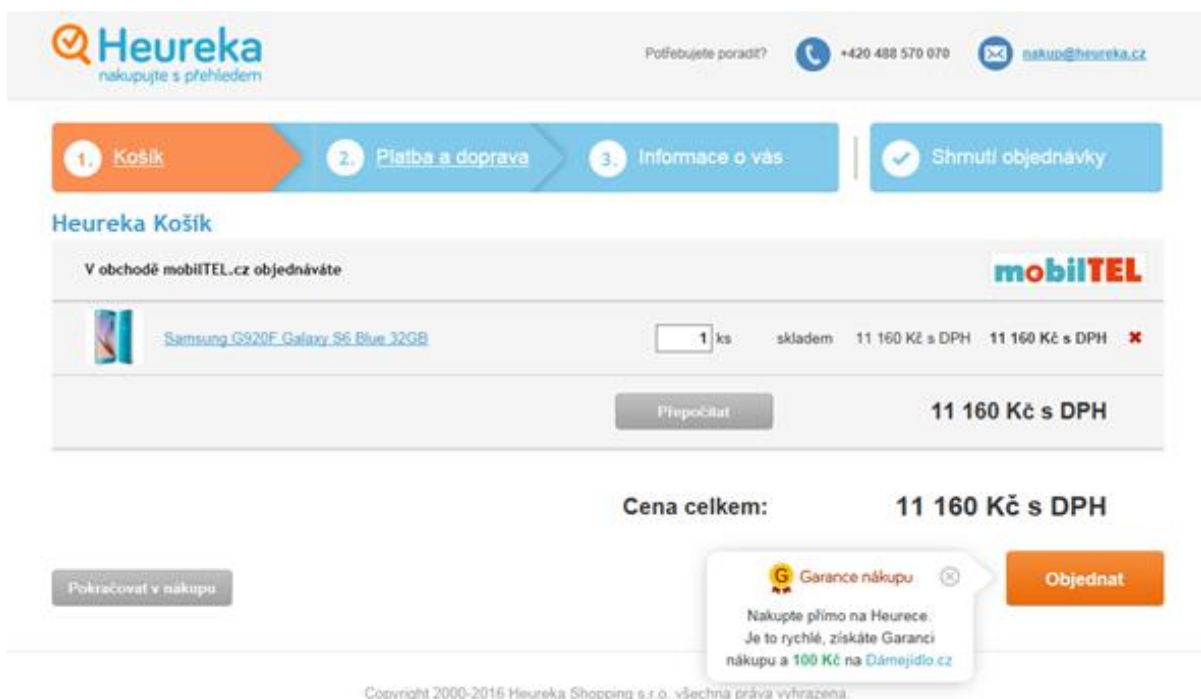 Heureka
nakupujte s přehledem
Potřebujete poradit? +420 488 570 070 nakup@heureka.cz
1. Košík 2. Platba a doprava 3. Informace o vás Shrnutí objednávky
Heureka Košík
V obchodě mobilTEL.cz objednáváte mobilTEL
Samsung G920F Galaxy S6 Blue 32GB 1 ks skladem 11 160 Kč s DPH 11 160 Kč s DPH
Přepočítat 11 160 Kč s DPH
Cena celkem: 11 160 Kč s DPH
Pokračovat v nákupu
G Garance nákupu
Nakupte přímo na Heurece.
Je to rychlé, získáte Garanci
nákupu a 100 Kč na Dámejídlo.cz
Objednat
Copyright 2000-2016 Heureka Shopping s.r.o. všechna práva vyhrazena.